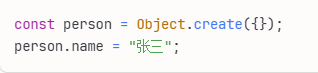 const person = Object.create({});
person.name = "张三";